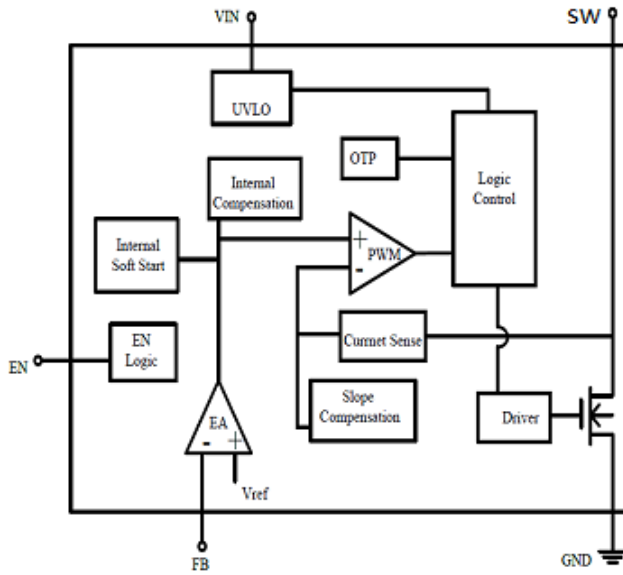 VIN
SW
UVLO
OTP
Logic
Control
Internal
Compensation
Internal
Soft Start
+
PWM
-
EN
Logic
EN
Curmet Sense
Slope
Compensation
Driver
EA
-
+
Vref
FB
GND